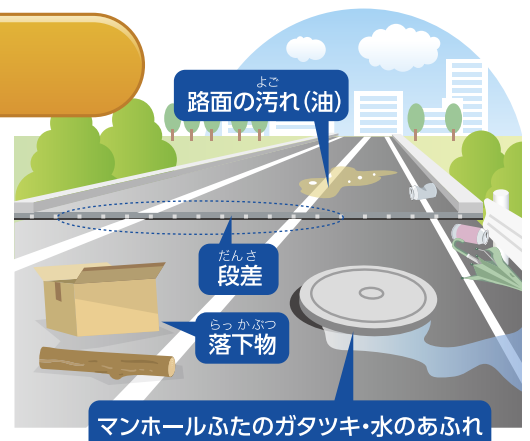 よご
路面の汚れ(油)
だんさ
段差
らっかぶつ
落下物
マンホールふたのガタツキ・水のあふれ